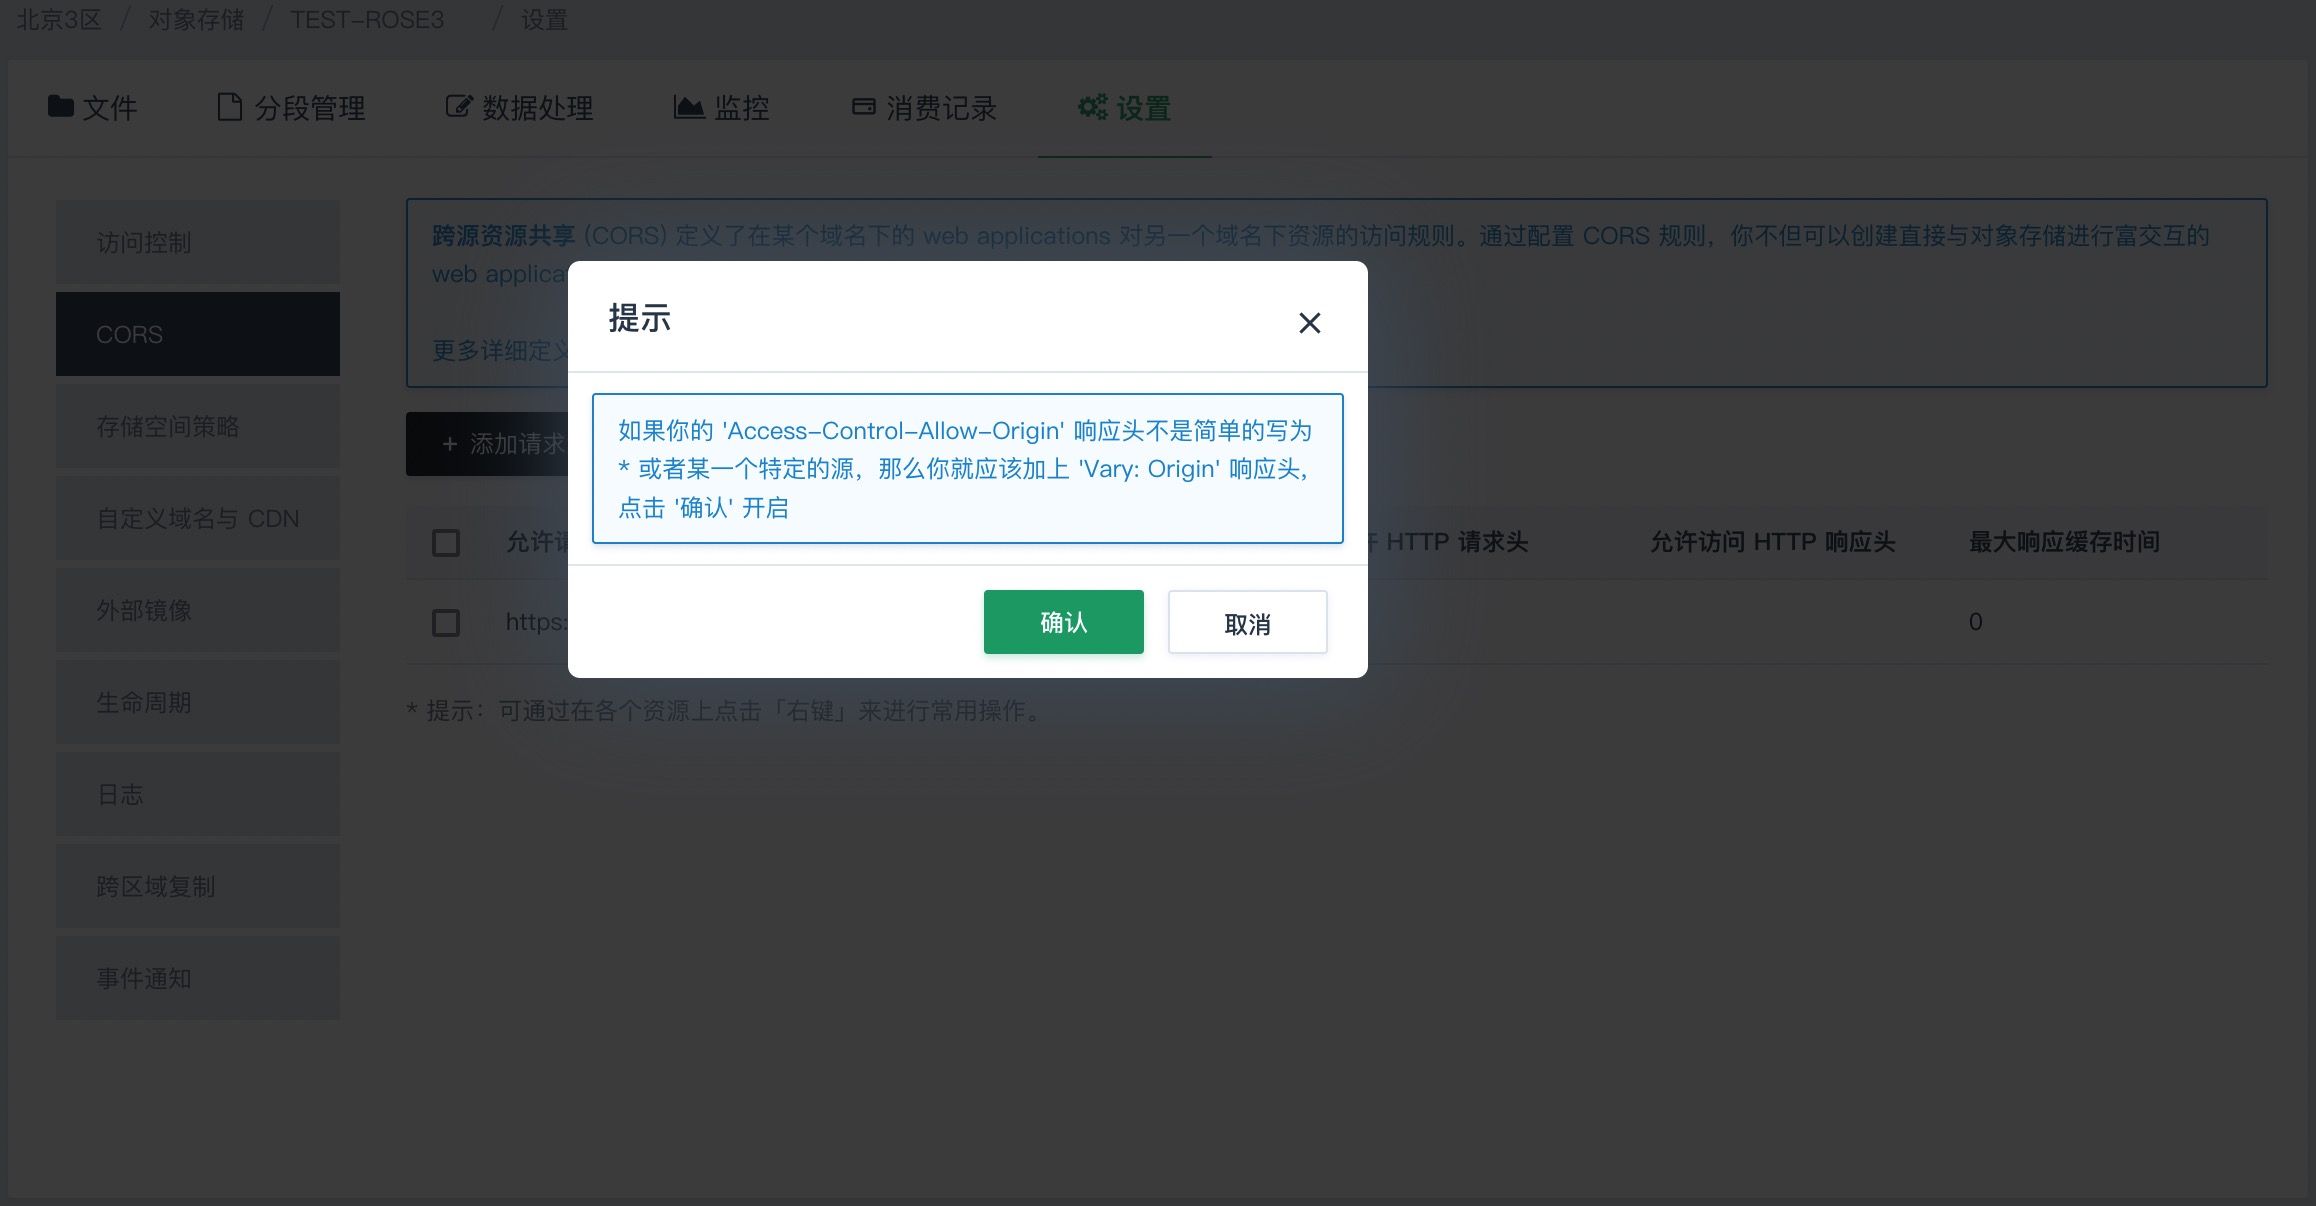 北京3区 / 对象存储 / TEST-ROSE3 / 设置
文件 分段管理 数据处理 监控 消费记录 设置
访问控制
CORS
存储空间策略
自定义域名与 CDN
外部镜像
生命周期
日志
跨区域复制
事件通知
跨源资源共享 (CORS) 定义了在某个域名下的 web applications 对另一个域名下资源的访问规则。通过配置 CORS 规则，你不但可以创建直接与对象存储进行富交互的
web applica
更多详细定义
+ 添加请求
提示
如果你的 'Access-Control-Allow-Origin' 响应头不是简单的写为
* 或者某一个特定的源，那么你就应该加上 'Vary: Origin' 响应头,
点击 '确认' 开启
确认 取消
允许 HTTP 请求头 允许访问 HTTP 响应头 最大响应缓存时间
https: 0
* 提示：可通过在各个资源上点击「右键」来进行常用操作。